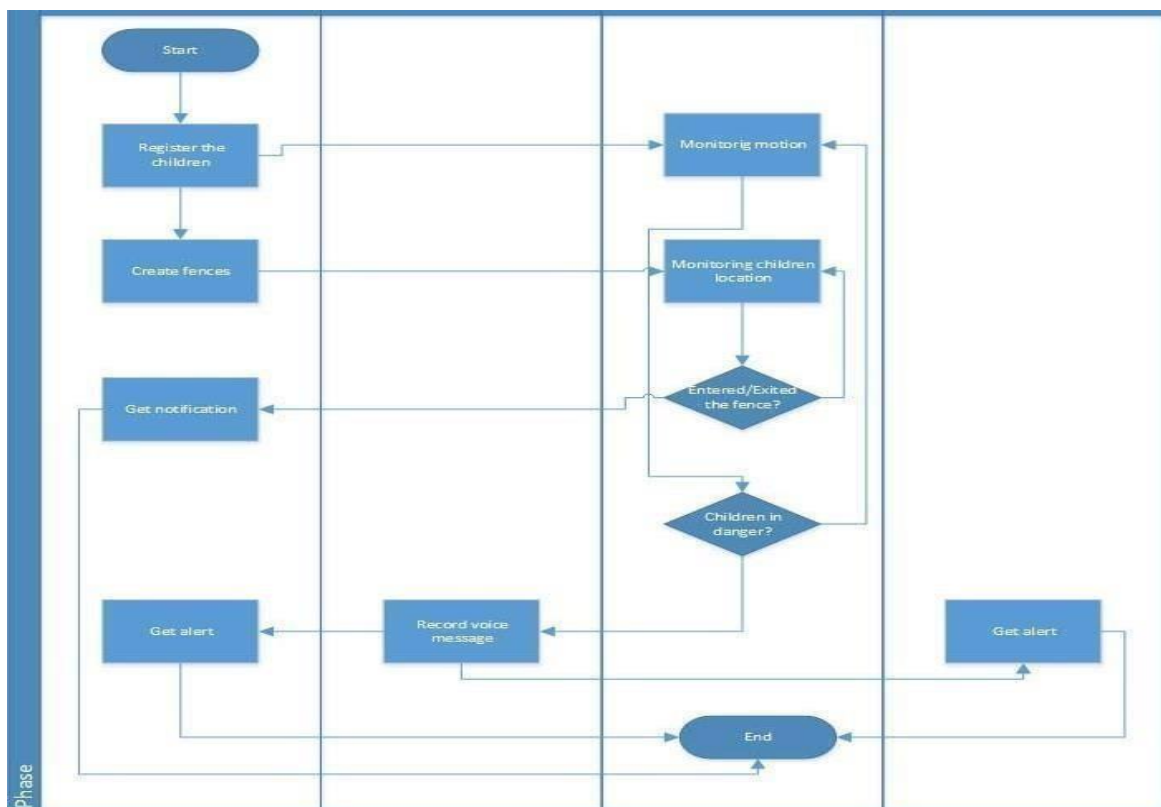 Start
Register the
children
Monitorig motion
Create fences
Monitoring children
location
Get notification
Entered/Exited
the fence?
Children in
danger?
Get alert
Record voice
message
Get alert
End
Phase